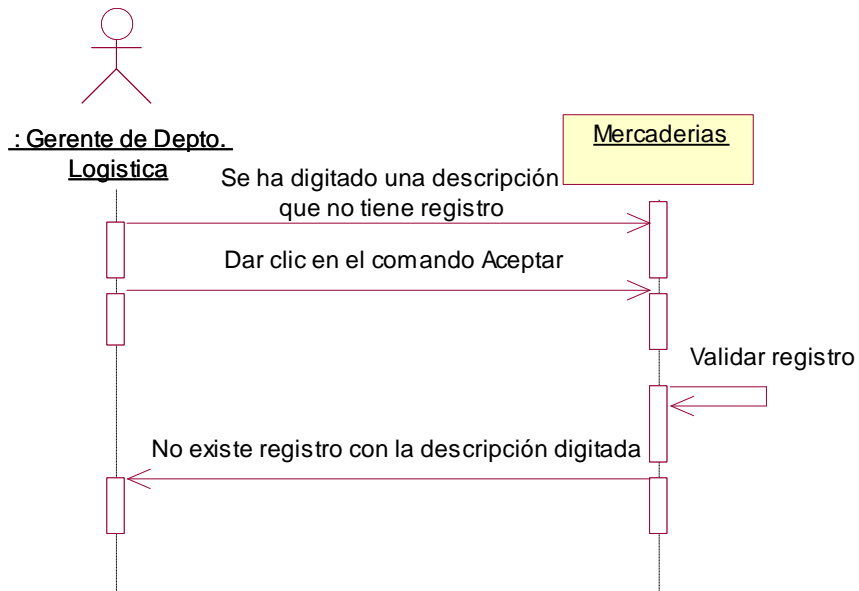 : Gerente de Depto.
Logistica
Mercaderias
Se ha digitado una descripción
que no tiene registro
Dar clic en el comando Aceptar
Validar registro
No existe registro con la descripción digitada